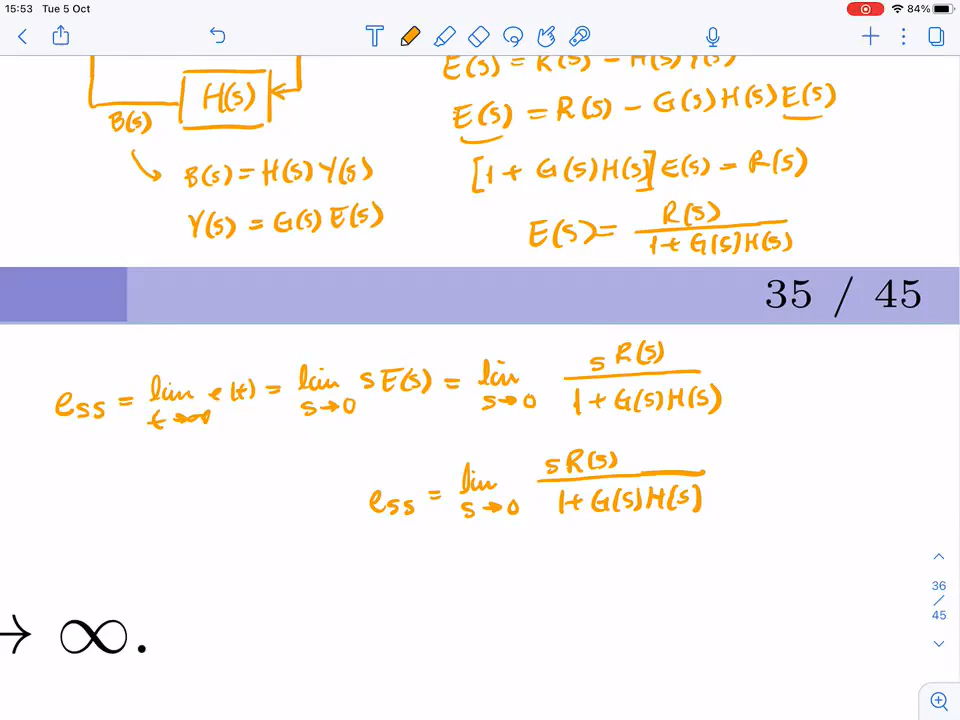 15:53 Tue 5 Oct 84%
T
E(s) = R(s) - H(s)Y(s)
H(s)
B(s)
E(s) = R(s) - G(s)H(s)E(s)
B(s) = H(s)Y(s)
[1 + G(s)H(s)]E(s) = R(s)
Y(s) = G(s)E(s)
E(s) = R(s) / 1 + G(s)H(s)
35 / 45
ess = lim t→∞ e(t) = lim s→0 sE(s) = lim s→0 sR(s) / 1 + G(s)H(s)
ess = lim s→0 sR(s) / 1 + G(s)H(s)
36
/
45
→ ∞.